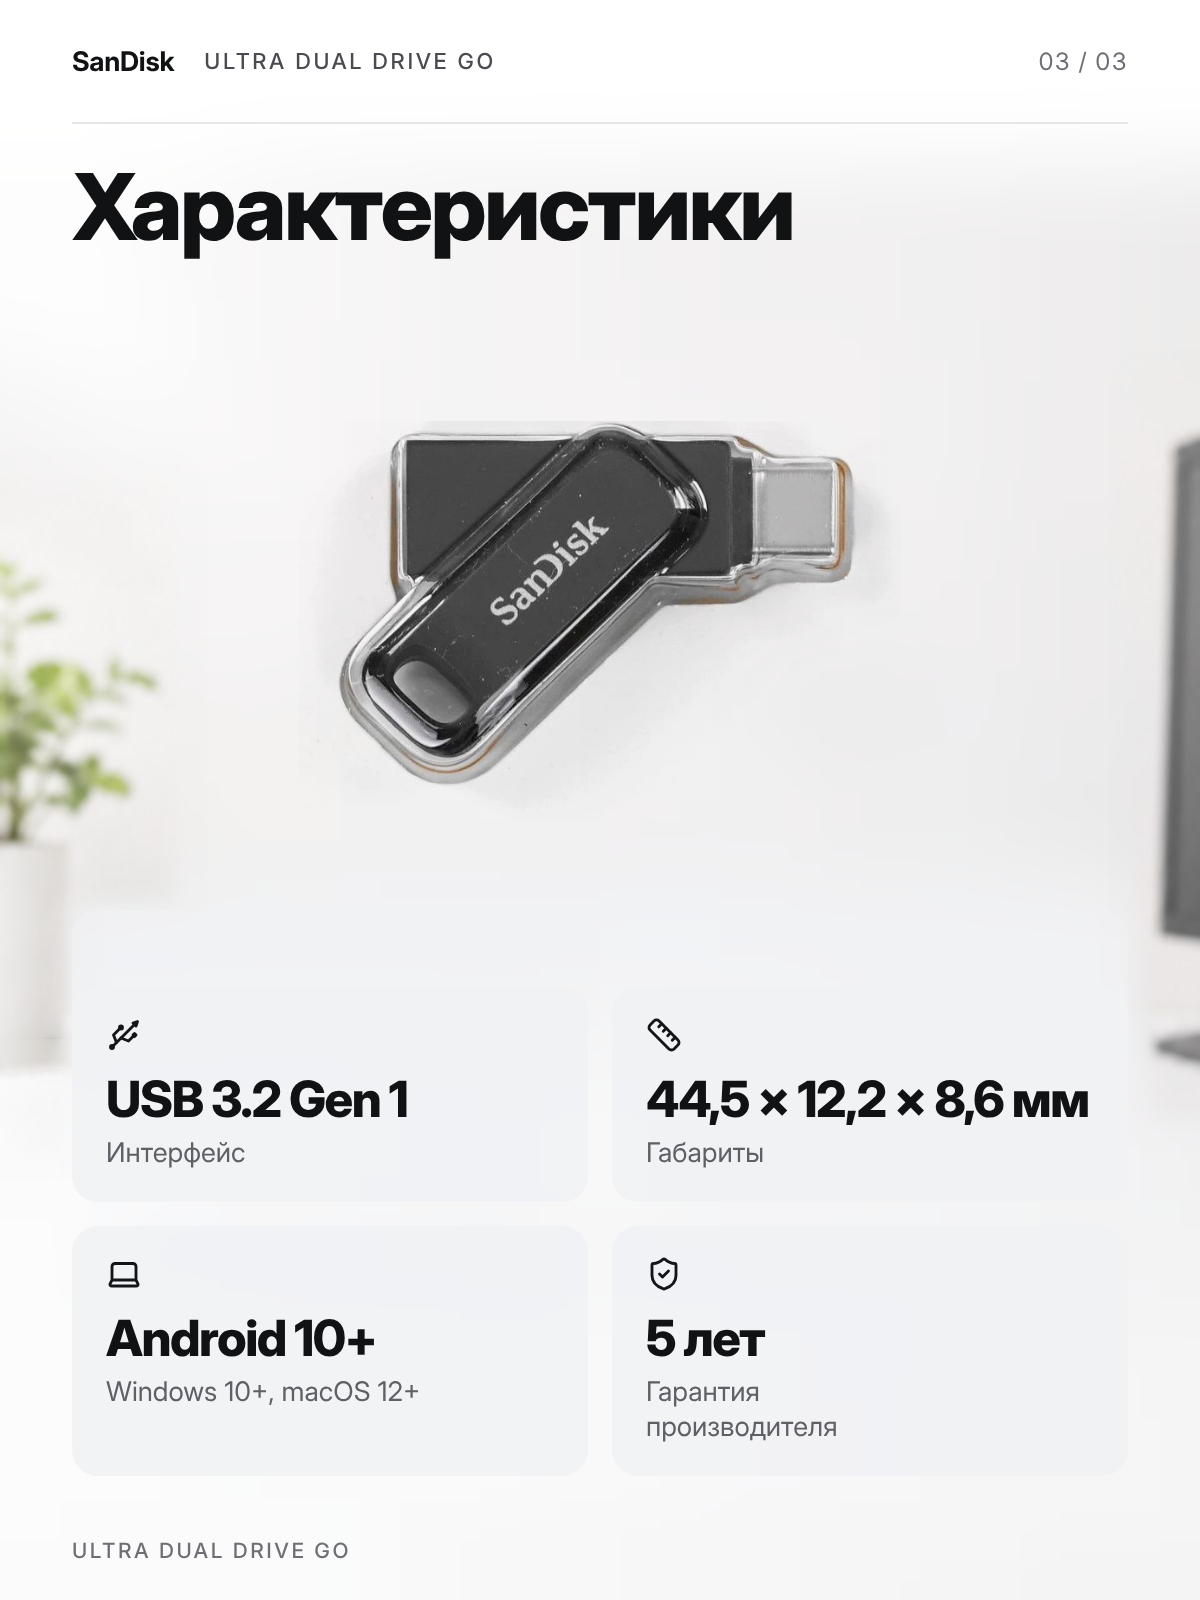 SanDisk ULTRA DUAL DRIVE GO 03 / 03
Характеристики
SanDisk
USB 3.2 Gen 1
Интерфейс
44,5 × 12,2 × 8,6 мм
Габариты
Android 10+
Windows 10+, macOS 12+
5 лет
Гарантия
производителя
ULTRA DUAL DRIVE GO